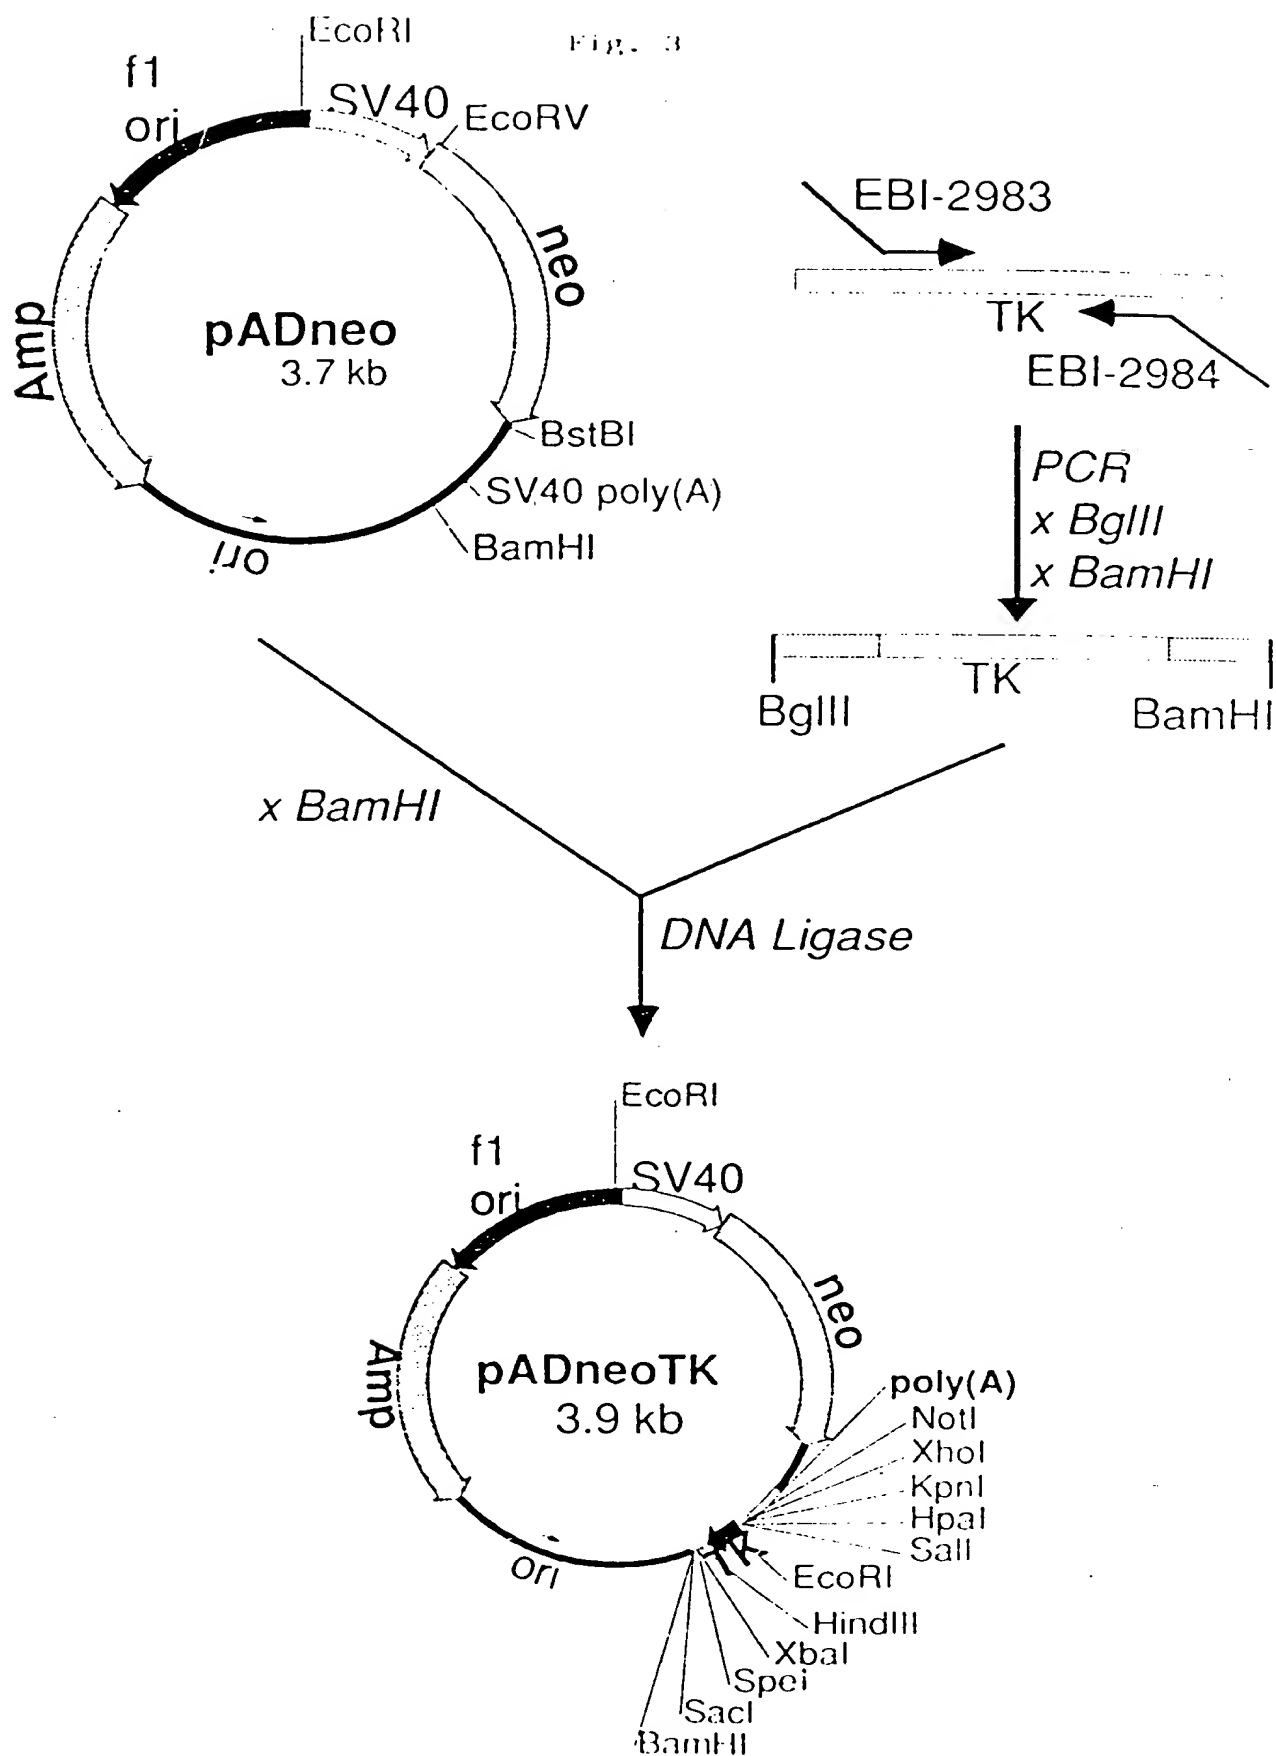 Fig. 3
EcoRI
f1
ori
SV40
EcoRV
neo
Amp
pADneo
3.7 kb
BstBI
SV40 poly(A)
BamHI
ori
EBI-2983
TK
EBI-2984
PCR
x BglII
x BamHI
TK
BglII
BamHI
x BamHI
DNA Ligase
EcoRI
f1
ori
SV40
neo
Amp
pADneoTK
3.9 kb
poly(A)
NotI
XhoI
KpnI
HpaI
SalI
TK
EcoRI
HindIII
XbaI
SpeI
SacI
BamHI
ori